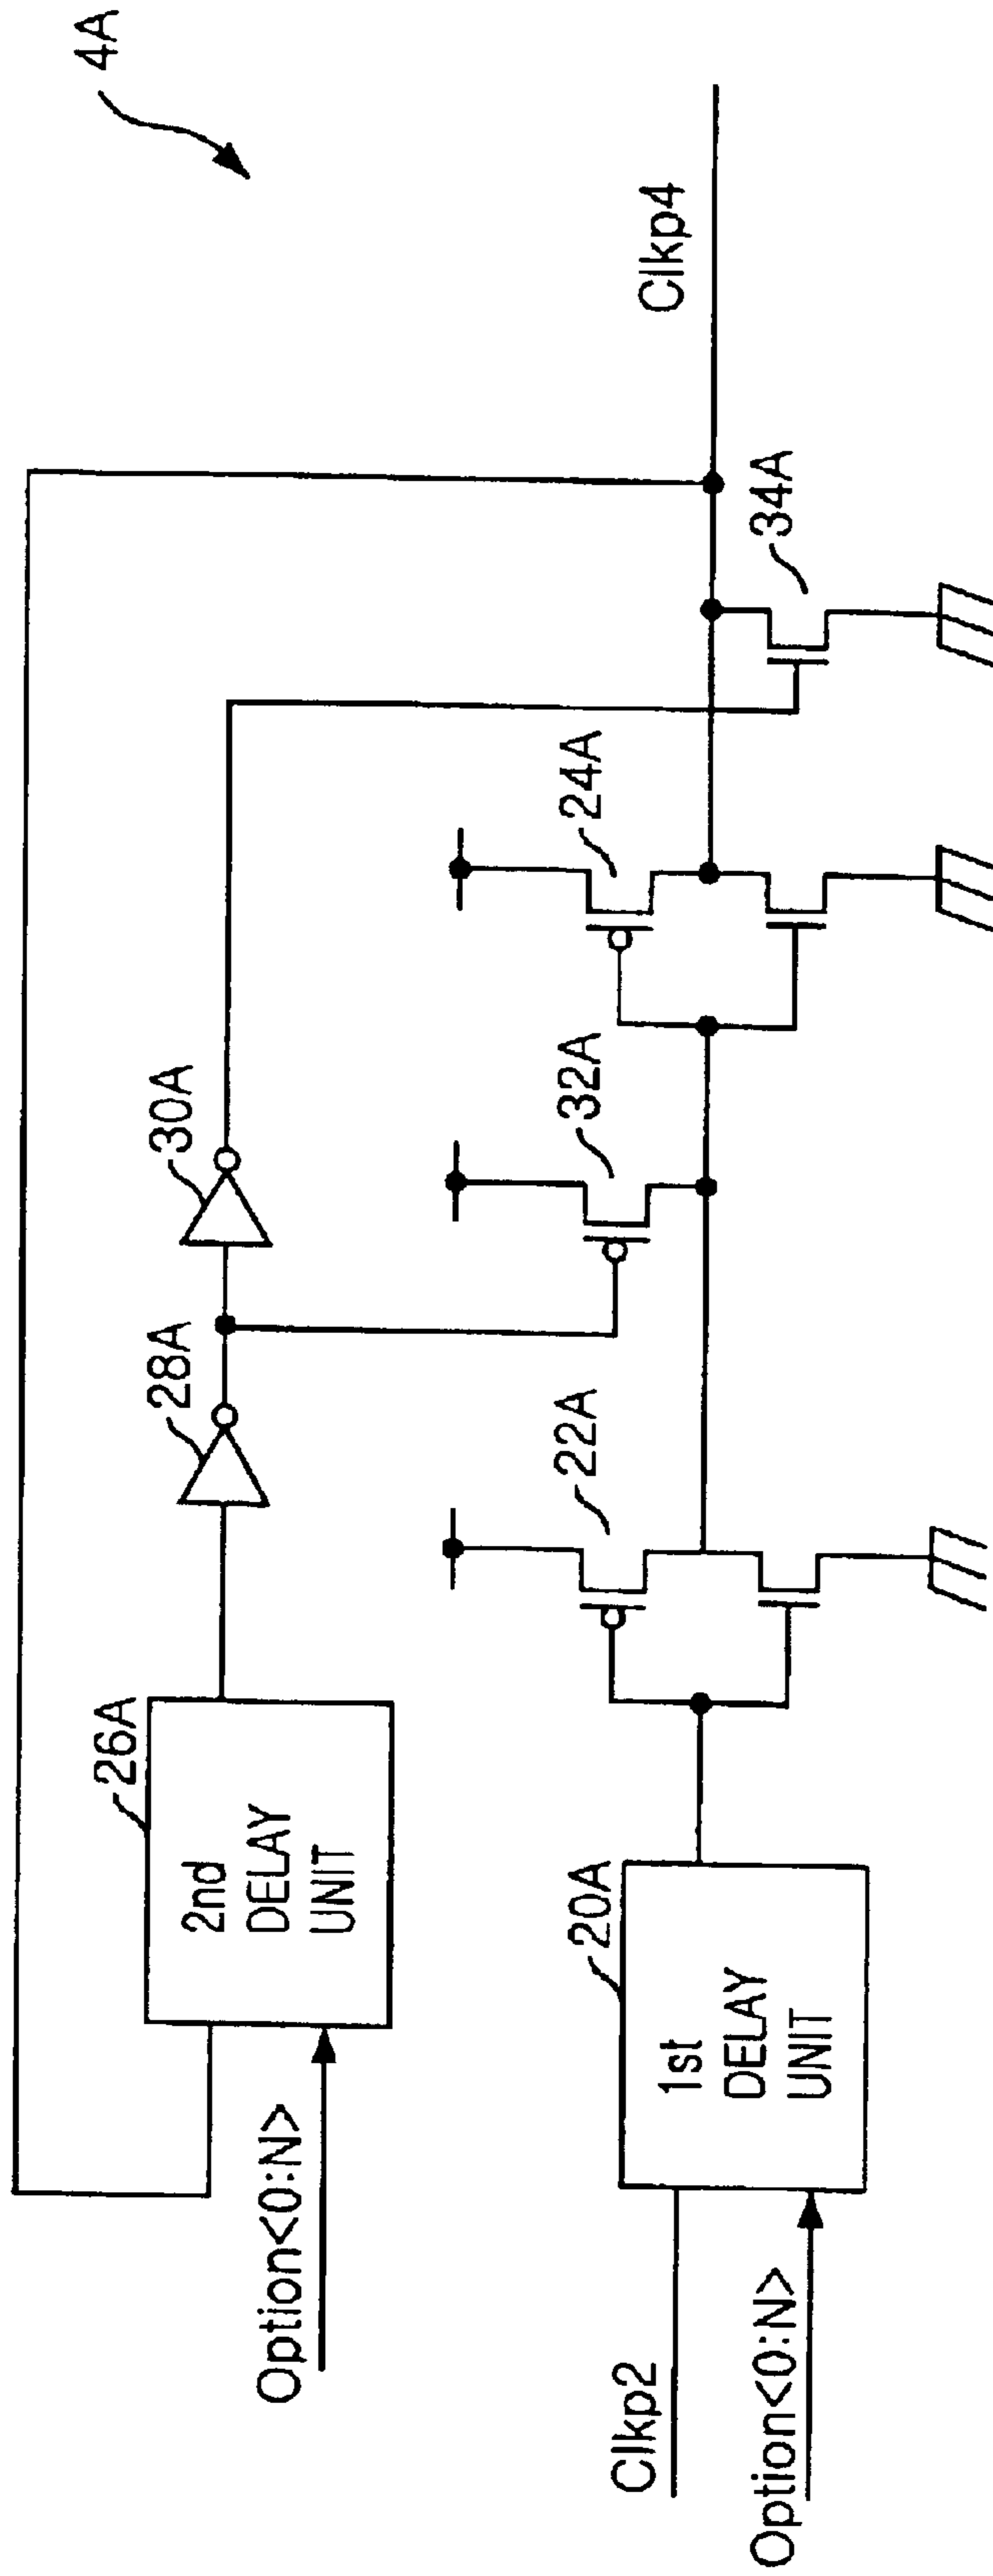 4A
26A
2nd
DELAY
UNIT
28A
30A
Option<0:N>
Clkp2
20A
1st
DELAY
UNIT
Option<0:N>
22A
32A
24A
34A
Clkp4